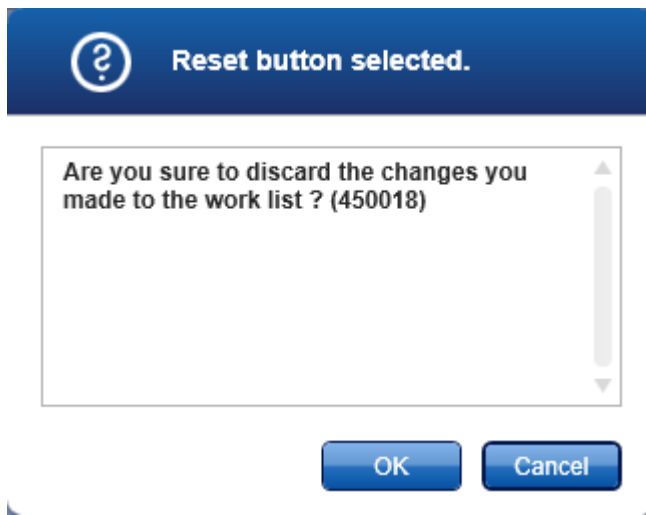 Reset button selected.
Are you sure to discard the changes you
made to the work list ? (450018)
OK
Cancel